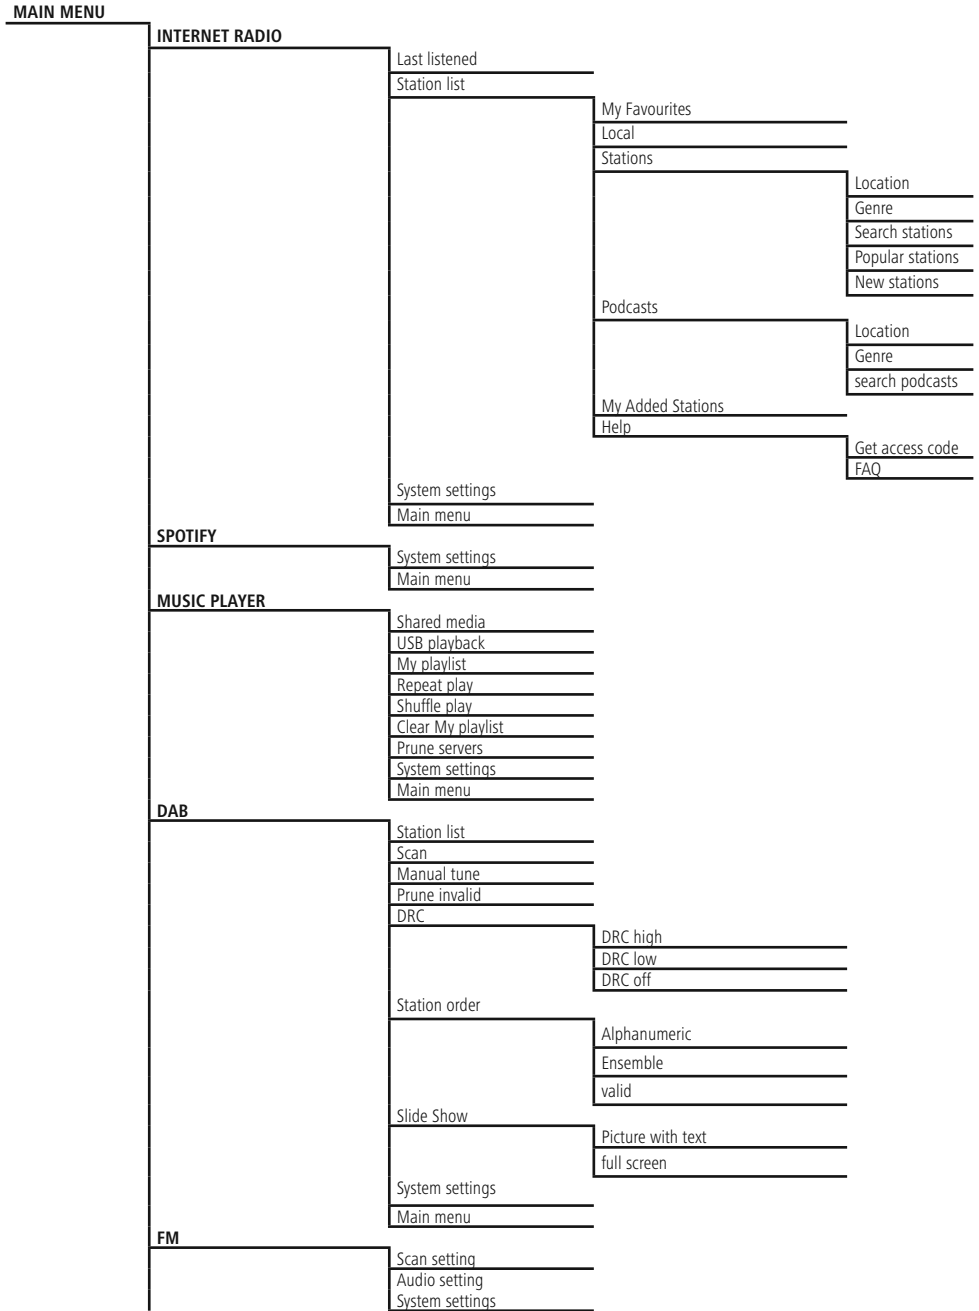 MAIN MENU
INTERNET RADIO
Last listened
Station list
My Favourites
Local
Stations
Location
Genre
Search stations
Popular stations
New stations
Podcasts
Location
Genre
search podcasts
My Added Stations
Help
Get access code
FAQ
System settings
Main menu
SPOTIFY
System settings
Main menu
MUSIC PLAYER
Shared media
USB playback
My playlist
Repeat play
Shuffle play
Clear My playlist
Prune servers
System settings
Main menu
DAB
Station list
Scan
Manual tune
Prune invalid
DRC
DRC high
DRC low
DRC off
Station order
Alphanumeric
Ensemble
valid
Slide Show
Picture with text
full screen
System settings
Main menu
FM
Scan setting
Audio setting
System settings